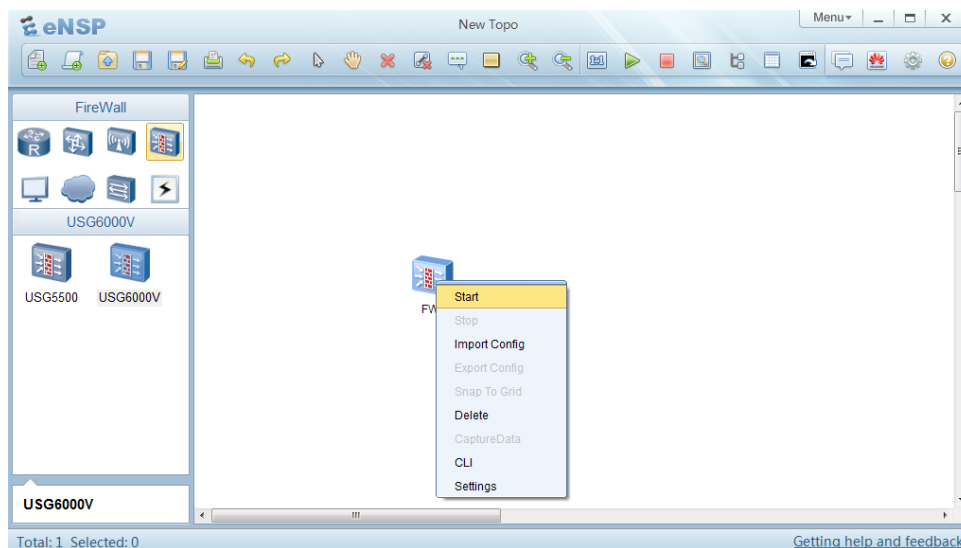 eNSP
New Topo
Menu
FireWall
R
USG6000V
USG5500
USG6000V
Start
Stop
Import Config
Export Config
Snap To Grid
Delete
CaptureData
CLI
Settings
USG6000V
Total: 1 Selected: 0
Getting help and feedback